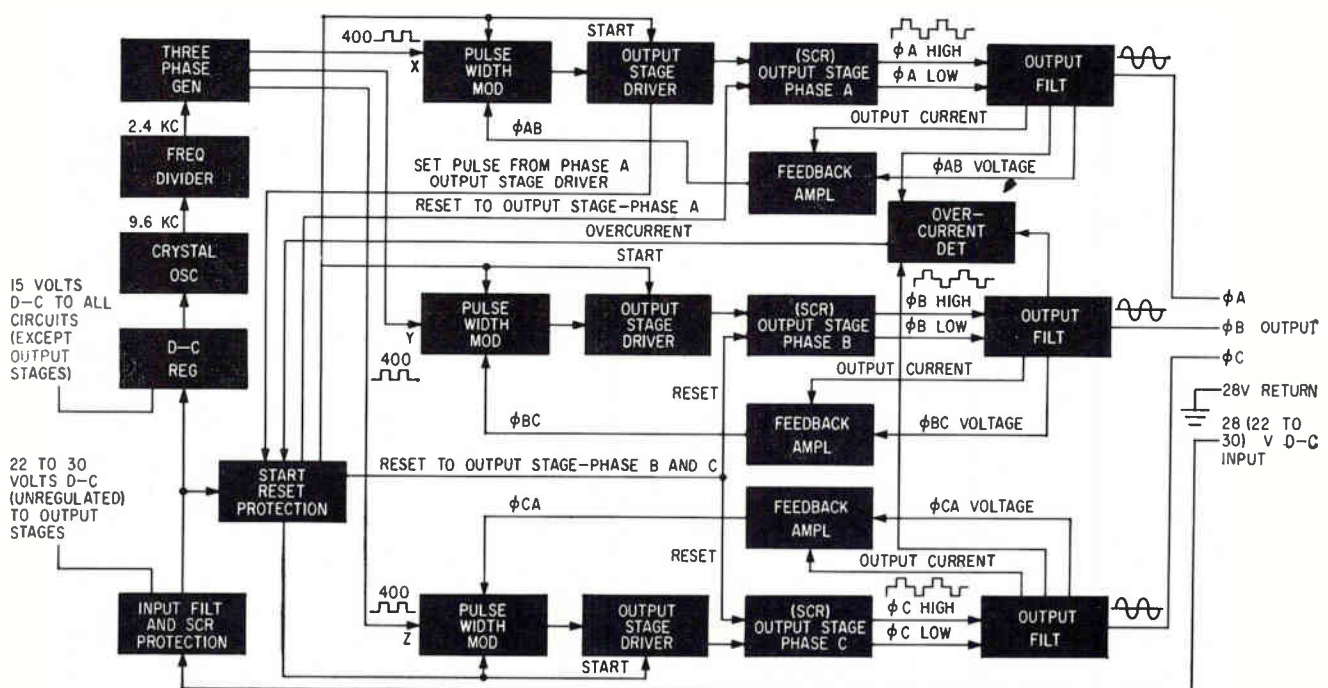 START
400
THREE
PHASE
GEN
X
PULSE
WIDTH
MOD
OUTPUT
STAGE
DRIVER
(SCR)
OUTPUT STAGE
PHASE A
ϕA HIGH
ϕA LOW
OUTPUT
FILT
2.4 KC
ϕAB
OUTPUT CURRENT
FREQ
DIVIDER
SET PULSE FROM PHASE A
OUTPUT STAGE DRIVER
FEEDBACK
AMPL
ϕAB VOLTAGE
RESET TO OUTPUT STAGE-PHASE A
9.6 KC
OVERCURRENT
OVER-
CURRENT
DET
CRYSTAL
OSC
START
15 VOLTS
D-C TO ALL
CIRCUITS
(EXCEPT
OUTPUT
STAGES)
PULSE
WIDTH
MOD
OUTPUT
STAGE
DRIVER
(SCR)
OUTPUT STAGE
PHASE B
ϕB HIGH
ϕB LOW
OUTPUT
FILT
ϕA
ϕB OUTPUT
ϕC
Y
400
D-C
REG
RESET
OUTPUT CURRENT
28V RETURN
ϕBC
FEEDBACK
AMPL
ϕBC VOLTAGE
28 (22 TO
30) V D-C
INPUT
22 TO 30
VOLTS D-C
(UNREGULATED)
TO OUTPUT
STAGES
START
RESET
PROTECTION
RESET TO OUTPUT STAGE-PHASE B AND C
ϕCA
FEEDBACK
AMPL
ϕCA VOLTAGE
RESET
OUTPUT CURRENT
INPUT FILT
AND SCR
PROTECTION
400
Z
PULSE
WIDTH
MOD
OUTPUT
STAGE
DRIVER
(SCR)
OUTPUT STAGE
PHASE C
ϕC HIGH
ϕC LOW
OUTPUT
FILT
START